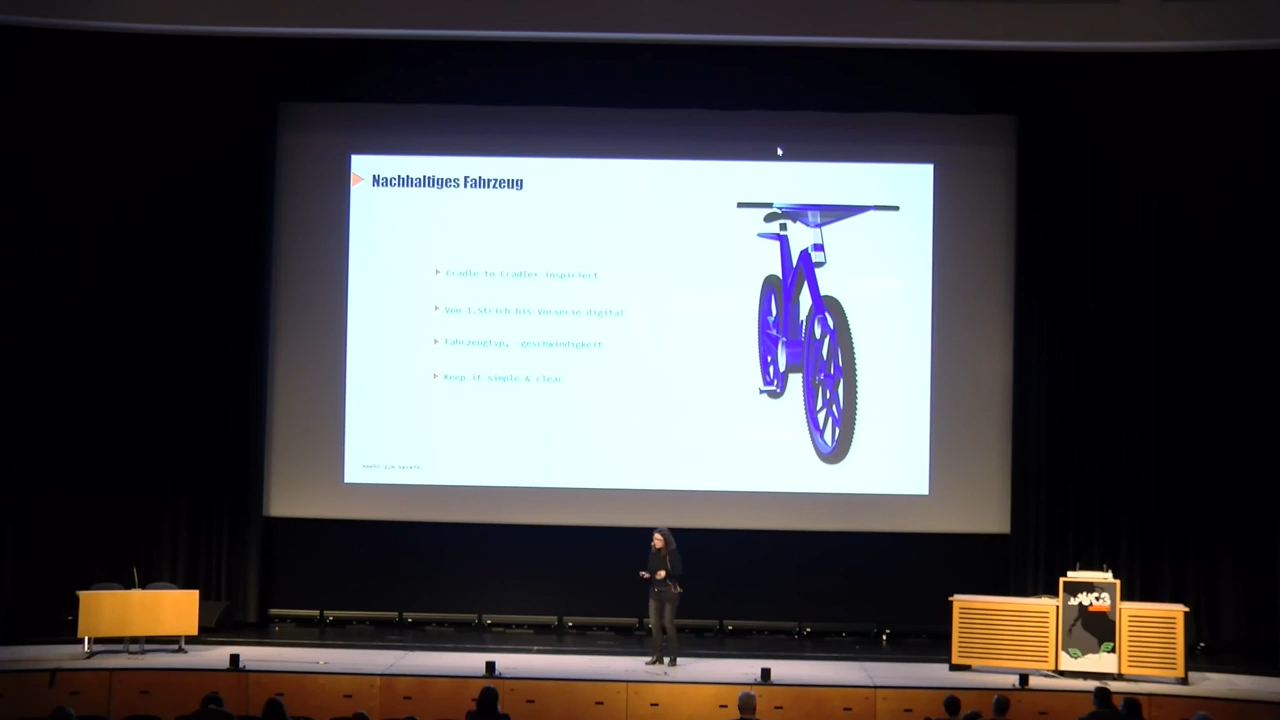 Nachhaltiges Fahrzeug
Cradle to Cradle+ inspiriert
Von 1.Strich bis Vorserie digital
Fahrzeugtyp, -geschwindigkeit
Keep it simple & clear